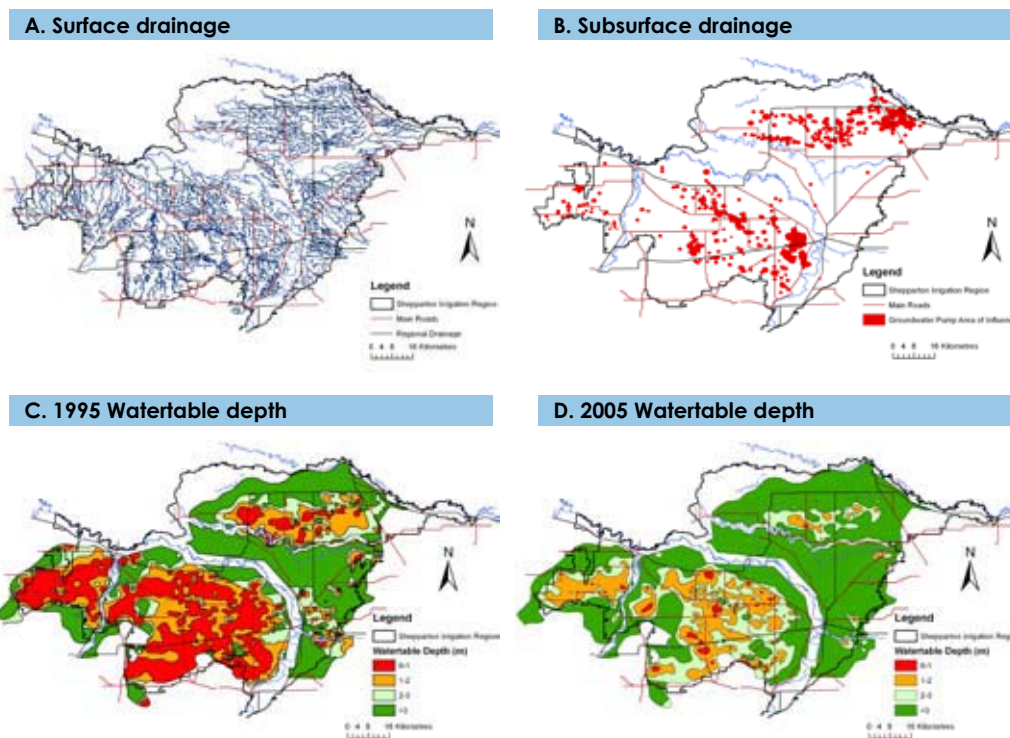 A. Surface drainage
N
Legend
Shepparton Irrigation Region
Main Roads
Regional Drainage
0 4 8 16 Kilometres
B. Subsurface drainage
N
Legend
Shepparton Irrigation Region
Main Roads
Groundwater Pump Area of Influen
0 4 8 16 Kilometres
C. 1995 Watertable depth
N
Legend
Shepparton Irrigation Region
Watertable Depth (m)
0-1
1-2
2-3
>3
0 4 8 16 Kilometres
D. 2005 Watertable depth
N
Legend
Shepparton Irrigation Reg
Watertable Depth (m)
0-1
1-2
2-3
>3
0 4 8 16 Kilometres